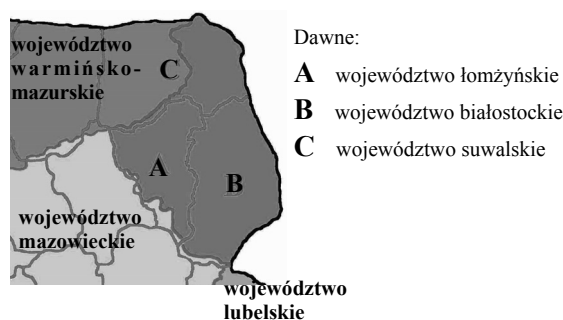 województwo
warmińsko-
mazurskie
C
A
B
województwo
mazowieckie
województwo
lubelskie
Dawne:
A województwo łomżyńskie
B województwo białostockie
C województwo suwalskie